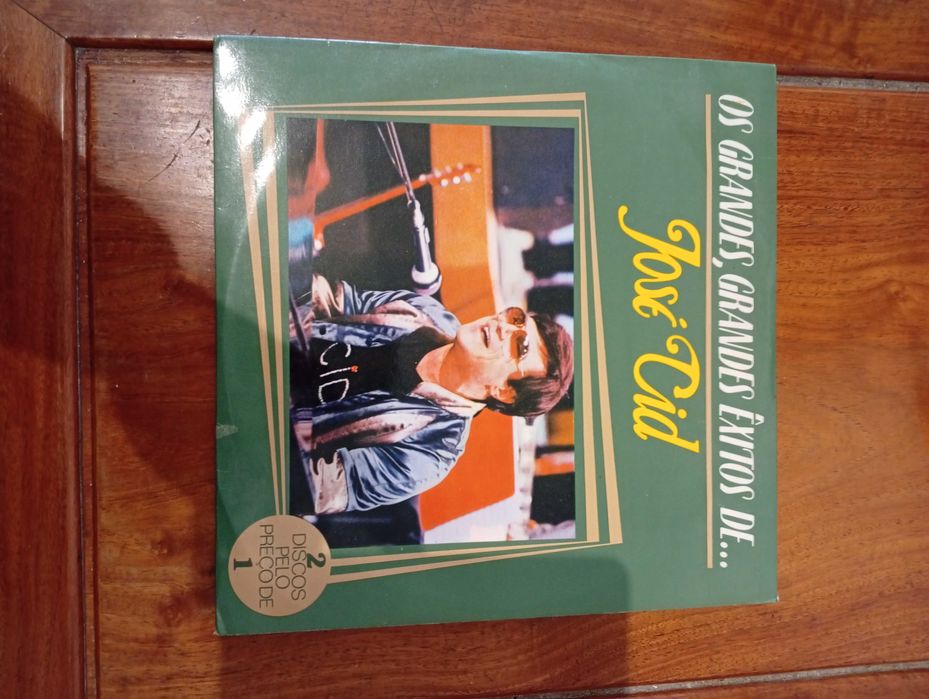 OS GRANDES, GRANDES ÊXITOS DE...
José Cid
CID
2
DISCOS
PELO
PREÇO DE
1